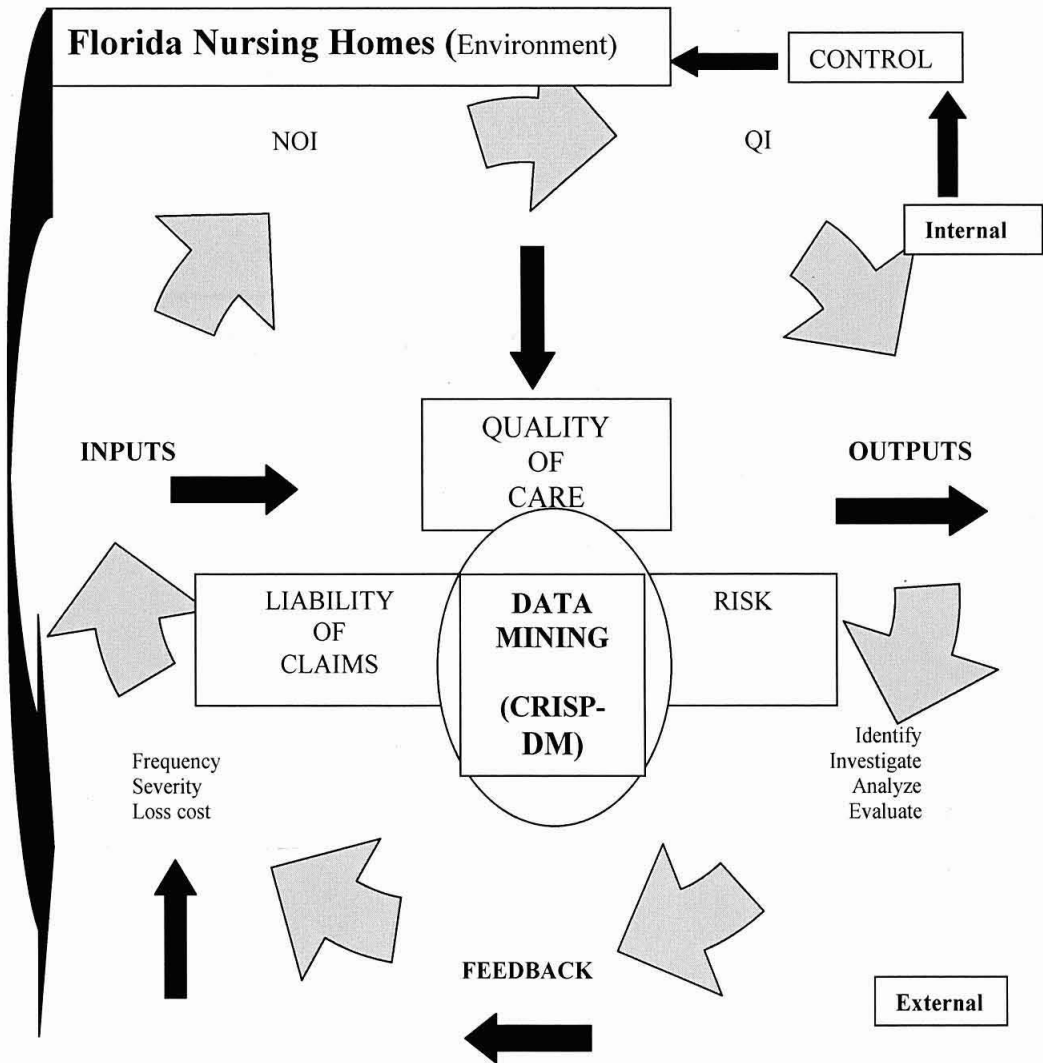 Florida Nursing Homes (Environment)
CONTROL
NOI
QI
Internal
INPUTS
QUALITY
OF
CARE
OUTPUTS
LIABILITY
OF
CLAIMS
DATA
MINING
(CRISP-
DM)
RISK
Frequency
Severity
Loss cost
Identify
Investigate
Analyze
Evaluate
FEEDBACK
External